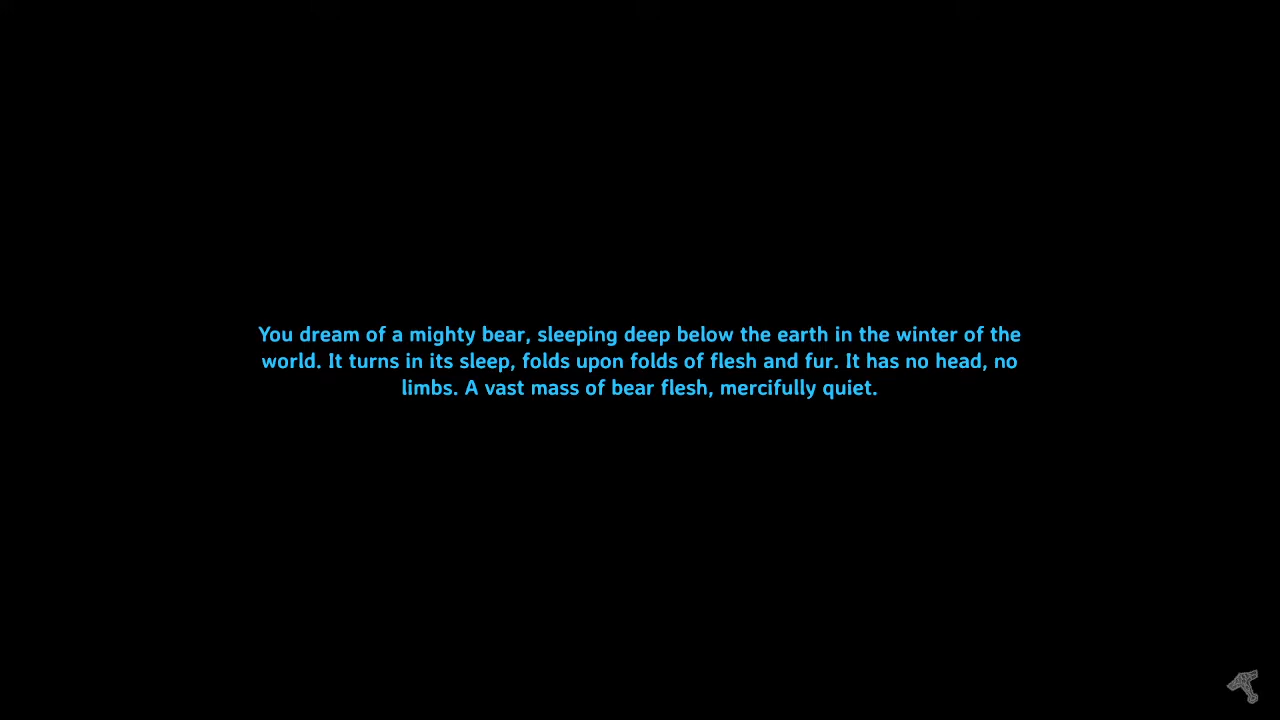 You dream of a mighty bear, sleeping deep below the earth in the winter of the
world. It turns in its sleep, folds upon folds of flesh and fur. It has no head, no
limbs. A vast mass of bear flesh, mercifully quiet.